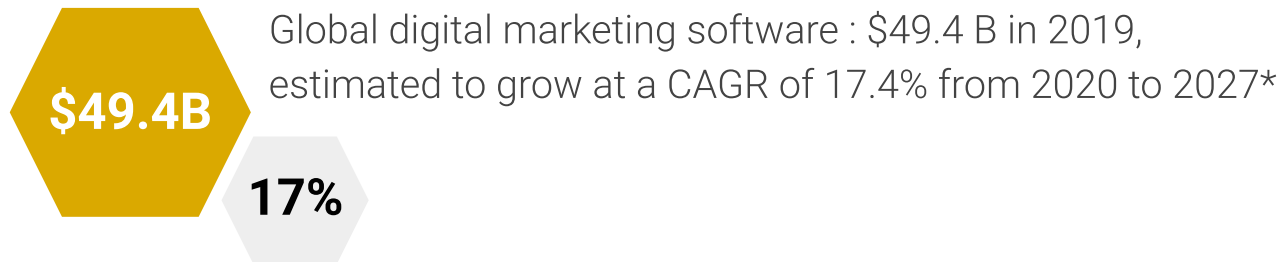 Global digital marketing software : $49.4 B in 2019,
estimated to grow at a CAGR of 17.4% from 2020 to 2027*
$49.4B
17%